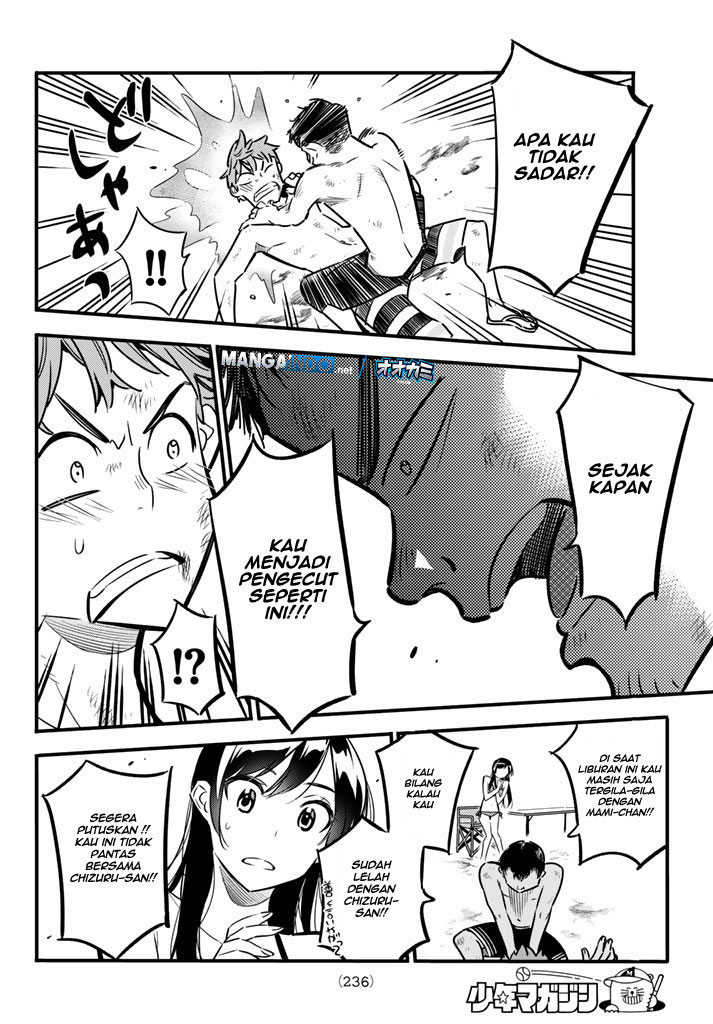 APA KAU
TIDAK
SADAR!!
どしゃあっ
!!
MANGAINDO.net / オオカミ
SEJAK
KAPAN
KAU
MENJADI
PENGECUT
SEPERTI
INI!!!
!?
DI SAAT
LIBURAN INI KAU
MASIH SAJA
TERGILA-GILA
DENGAN
MAMI-CHAN!!
KAU
BILANG
KALAU
KAU
SUDAH
LELAH
DENGAN
CHIZURU-
SAN!!
SEGERA
PUTUSKAN !!
KAU INI TIDAK
PANTAS
BERSAMA
CHIZURU-SAN!!
(236)
少年マガジン